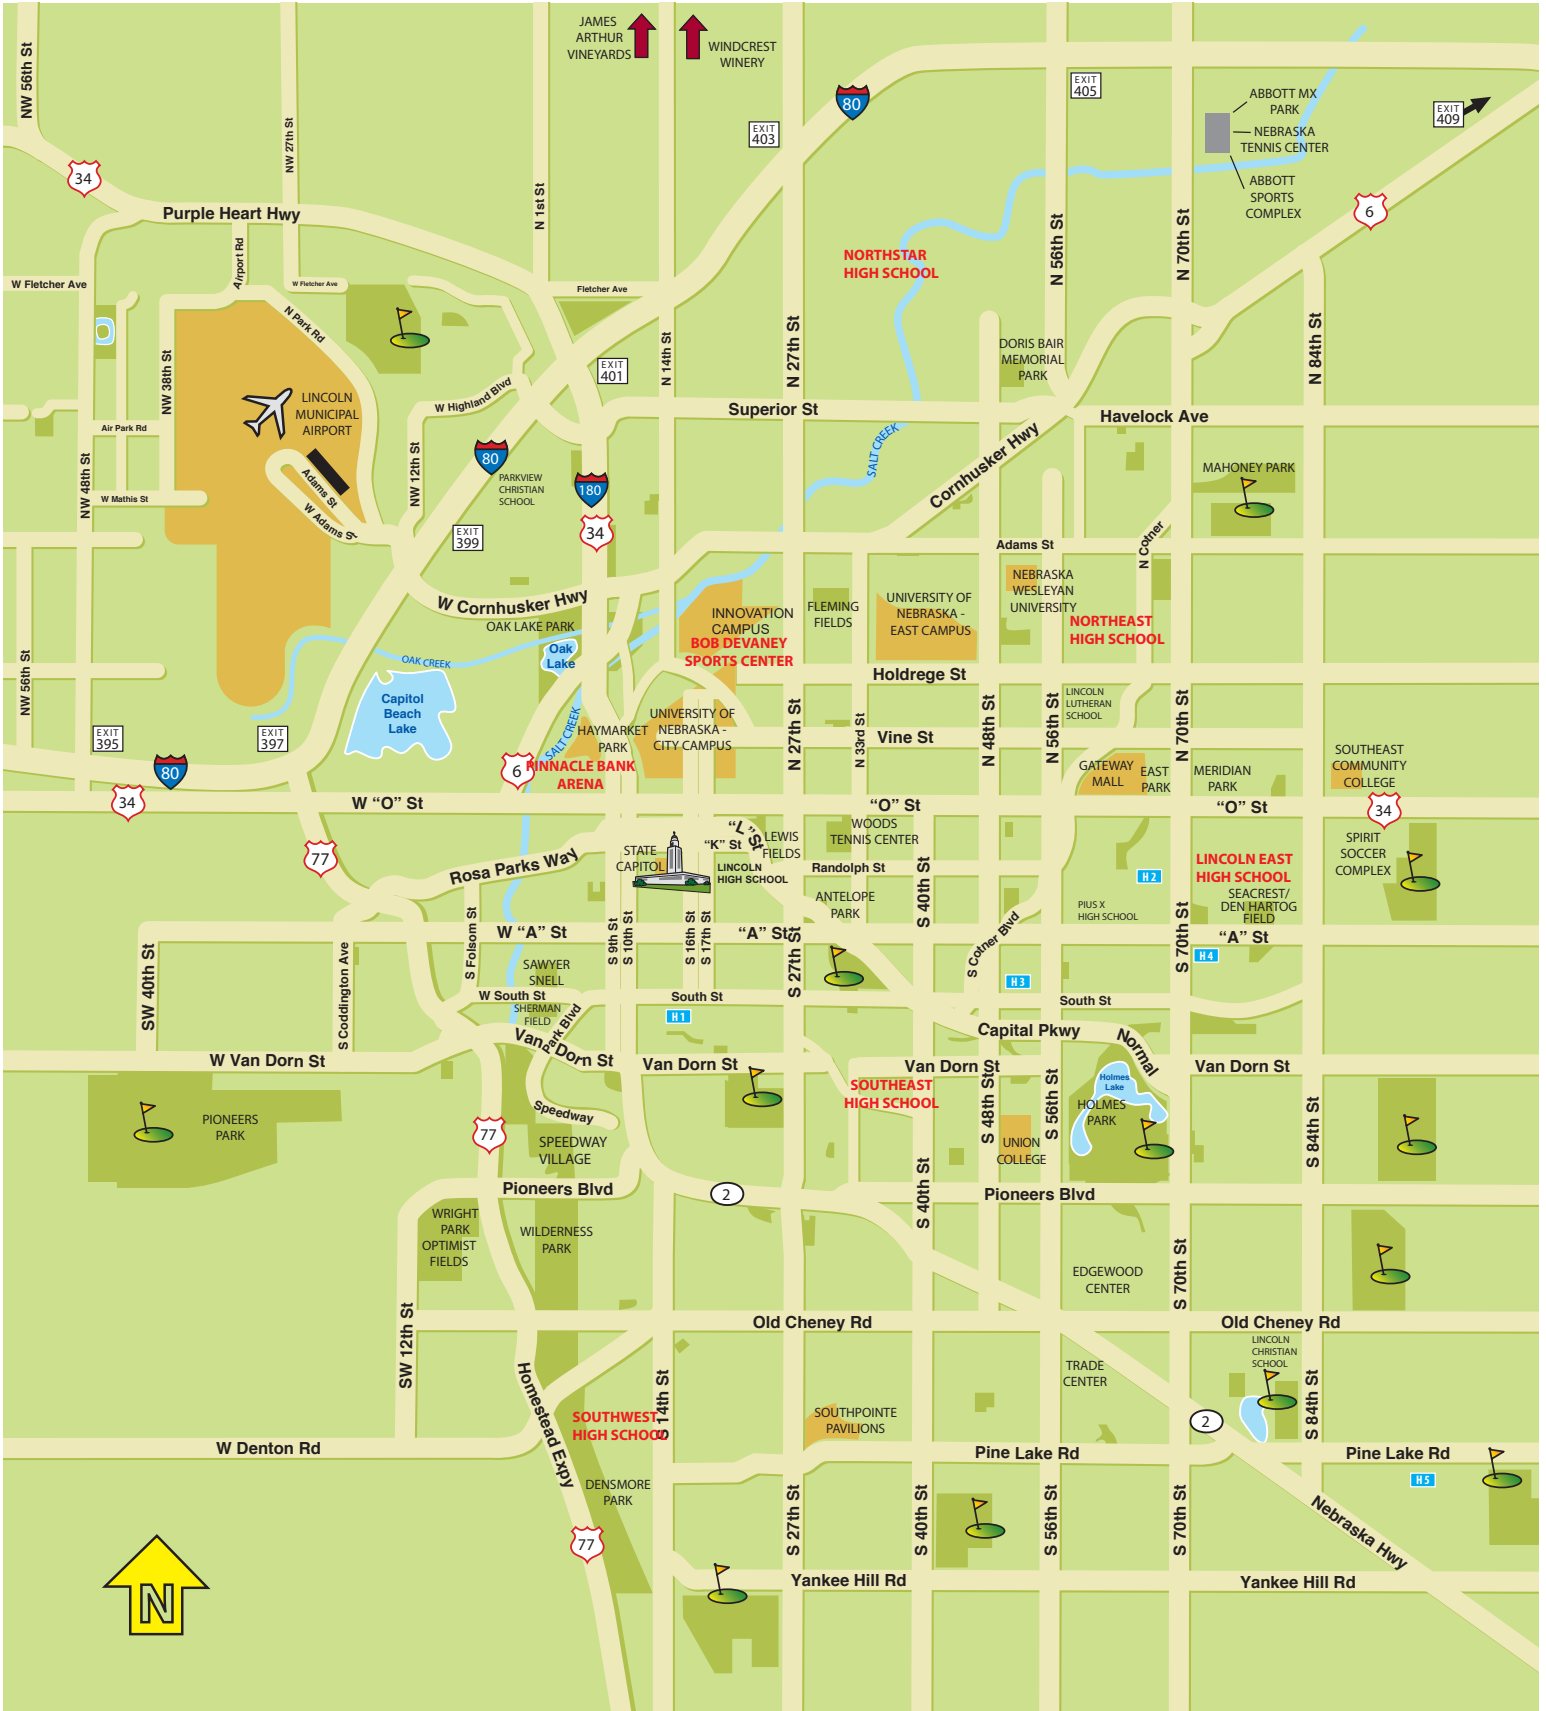 JAMES
ARTHUR
VINEYARDS
WINDCREST
WINERY
NW 56th St
NW 27th St
N 1st St
EXIT
403
80
EXIT
405
ABBOTT MX
PARK
NEBRASKA
TENNIS CENTER
ABBOTT
SPORTS
COMPLEX
EXIT
409
34
Purple Heart Hwy
6
Airport Rd
N 56th St
N 70th St
NORTHSTAR
HIGH SCHOOL
W Fletcher Ave
W Fletcher Ave
Fletcher Ave
N Park Rd
NW 38th St
N 14th St
N 27th St
N 84th St
DORIS BAIR
MEMORIAL
PARK
EXIT
401
LINCOLN
MUNICIPAL
AIRPORT
W Highland Blvd
Superior St
Havelock Ave
Air Park Rd
SALT CREEK
Cornhusker Hwy
NW 48th St
NW 12th St
80
PARKVIEW
CHRISTIAN
SCHOOL
180
34
MAHONEY PARK
Adams St
W Adams St
W Mathis St
EXIT
399
Adams St
N Cotner
W Cornhusker Hwy
OAK LAKE PARK
Oak
Lake
OAK CREEK
INNOVATION
CAMPUS
BOB DEVANEY
SPORTS CENTER
FLEMING
FIELDS
UNIVERSITY OF
NEBRASKA -
EAST CAMPUS
NEBRASKA
WESLEYAN
UNIVERSITY
NORTHEAST
HIGH SCHOOL
Holdrege St
NW 56th St
Capitol
Beach
Lake
EXIT
395
EXIT
397
80
34
SALT CREEK
HAYMARKET
PARK
UNIVERSITY OF
NEBRASKA -
CITY CAMPUS
N 27th St
N 33rd St
Vine St
N 48th St
N 56th St
LINCOLN
LUTHERAN
SCHOOL
N 70th St
6
PINNACLE BANK
ARENA
GATEWAY
MALL
EAST
PARK
MERIDIAN
PARK
SOUTHEAST
COMMUNITY
COLLEGE
W “O” St
“O” St
“O” St
34
77
Rosa Parks Way
STATE
CAPITOL
“L” St
“K” St
LINCOLN
HIGH SCHOOL
LEWIS
FIELDS
WOODS
TENNIS CENTER
Randolph St
ANTELOPE
PARK
S 40th St
H2
LINCOLN EAST
HIGH SCHOOL
SEACREST/
DEN HARTOG
FIELD
SPIRIT
SOCCER
COMPLEX
PIUS X
HIGH SCHOOL
W “A” St
“A” St
“A” St
S Folsom St
S 9th St
S 10th St
S 16th St
S 17th St
S 27th St
S Cotner Blvd
S 70th St
H4
H3
SW 40th St
S Coddington Ave
SAWYER
SNELL
W South St
South St
South St
SHERMAN
FIELD
Park Blvd
H1
Capital Pkwy
Normal
W Van Dorn St
Van Dorn St
Van Dorn St
Van Dorn St
Van Dorn St
SOUTHEAST
HIGH SCHOOL
Holmes
Lake
HOLMES
PARK
PIONEERS
PARK
77
Speedway
SPEEDWAY
VILLAGE
S 48th St
S 56th St
UNION
COLLEGE
S 84th St
Pioneers Blvd
2
Pioneers Blvd
S 40th St
WRIGHT
PARK
OPTIMIST
FIELDS
WILDERNESS
PARK
EDGEWOOD
CENTER
S 70th St
SW 12th St
Old Cheney Rd
Old Cheney Rd
Homestead Expy
LINCOLN
CHRISTIAN
SCHOOL
TRADE
CENTER
S 84th St
SOUTHWEST
HIGH SCHOOL
S 14th St
SOUTHPOINTE
PAVILIONS
2
W Denton Rd
Pine Lake Rd
Pine Lake Rd
H5
DENSMORE
PARK
S 27th St
S 40th St
S 56th St
S 70th St
Nebraska Hwy
77
Yankee Hill Rd
Yankee Hill Rd
N